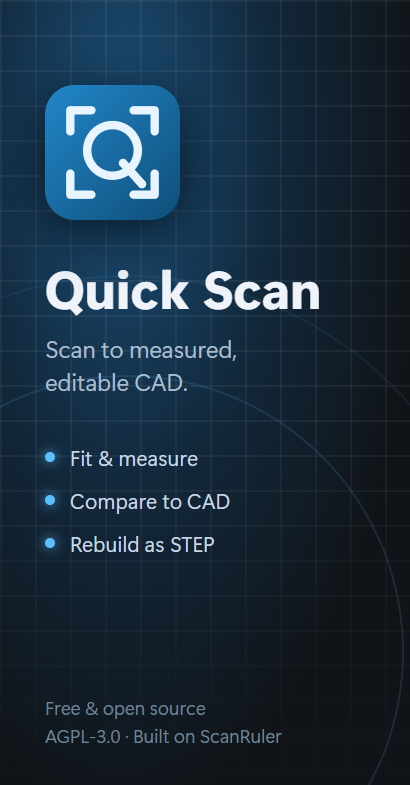 Quick Scan
Scan to measured,
editable CAD.
Fit & measure
Compare to CAD
Rebuild as STEP
Free & open source
AGPL-3.0 · Built on ScanRuler